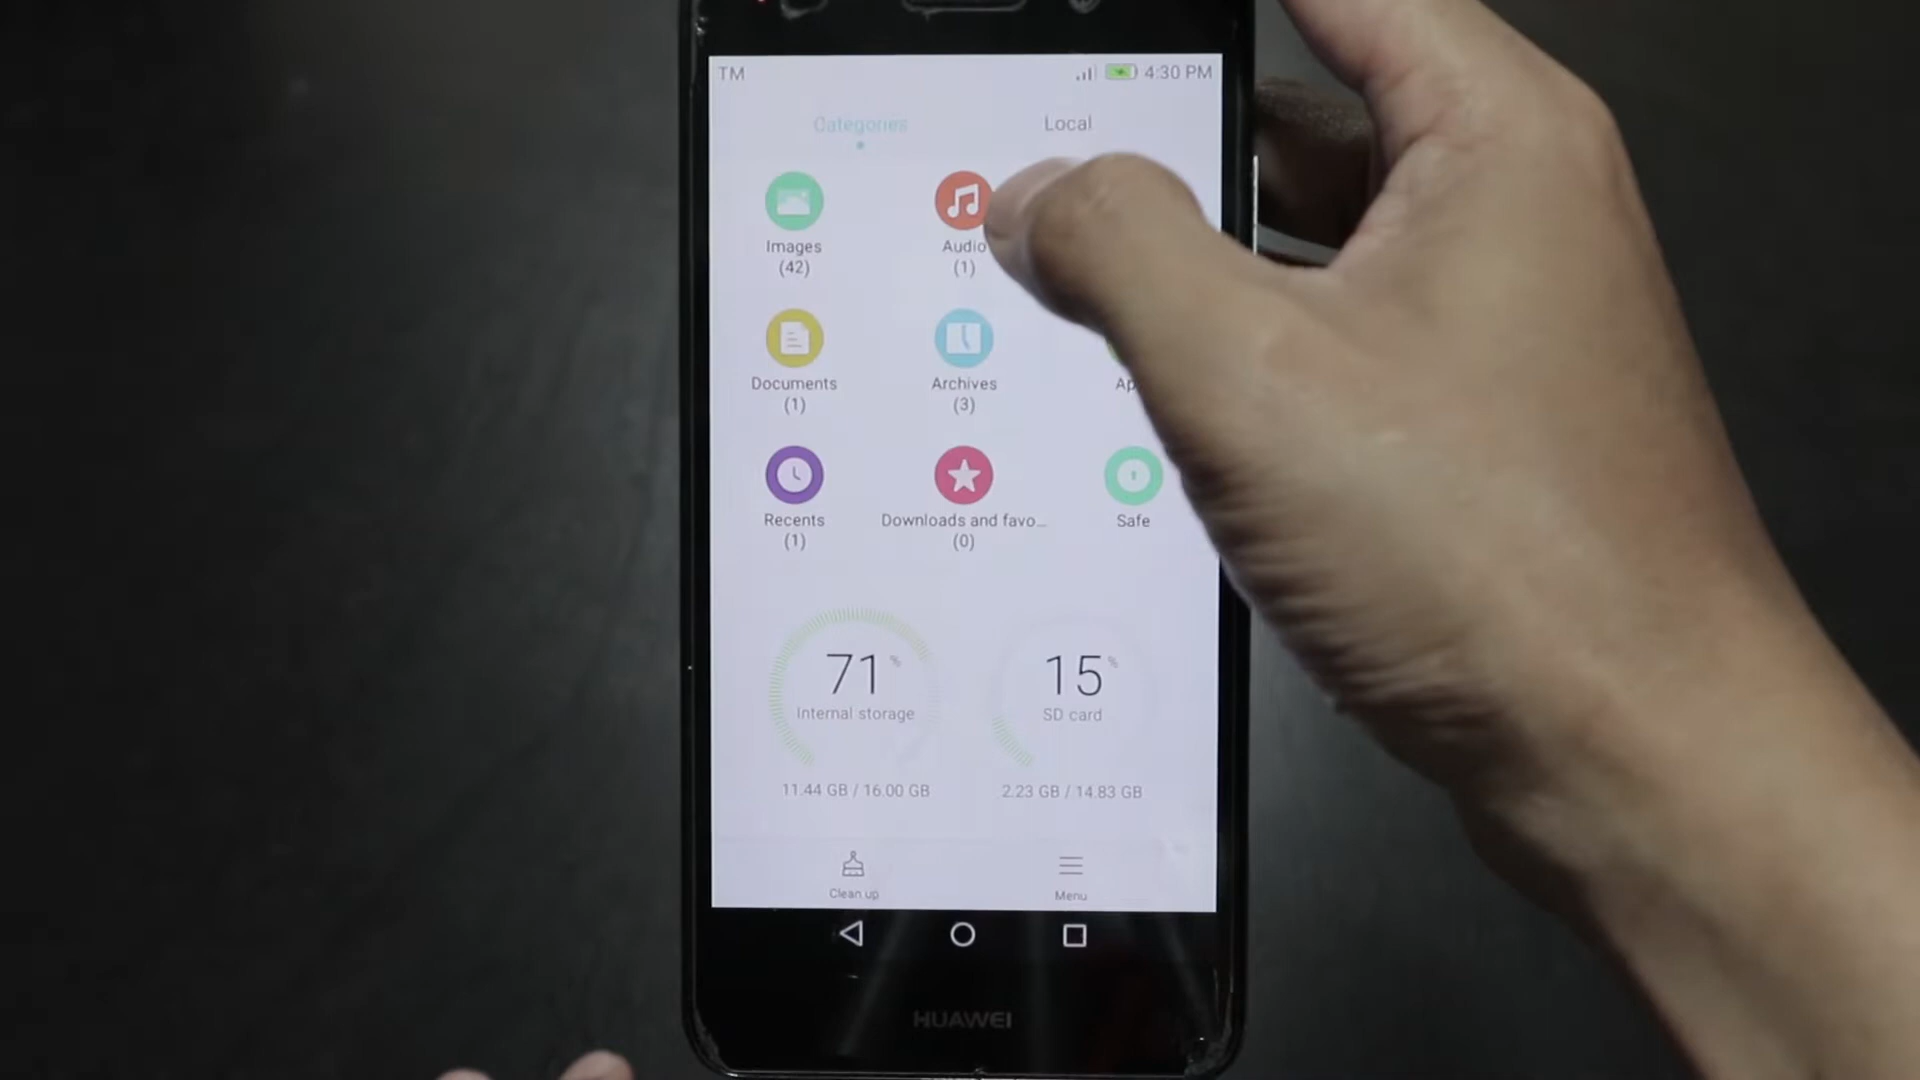 TM 4:30 PM
Categories Local
Images Audio
(42) (1)
Documents Archives
(1) (3)
Recents Downloads and favo... Safe
(1) (0)
71% 15%
Internal storage SD card
11.44 GB / 16.00 GB 2.23 GB / 14.83 GB
Clean up Menu
HUAWEI